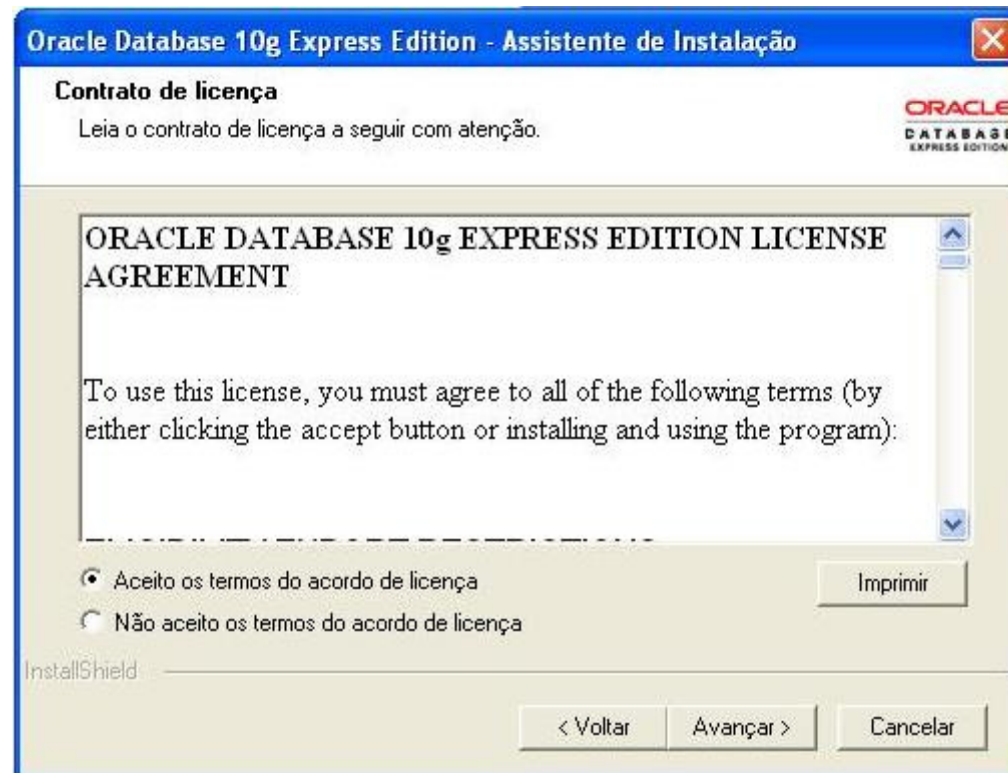 Oracle Database 10g Express Edition - Assistente de Instalação
Contrato de licença
Leia o contrato de licença a seguir com atenção.
ORACLE
DATABASE
EXPRESS EDITION
ORACLE DATABASE 10g EXPRESS EDITION LICENSE
AGREEMENT
To use this license, you must agree to all of the following terms (by
either clicking the accept button or installing and using the program):
Aceito os termos do acordo de licença
Imprimir
Não aceito os termos do acordo de licença
InstallShield
< Voltar
Avançar >
Cancelar